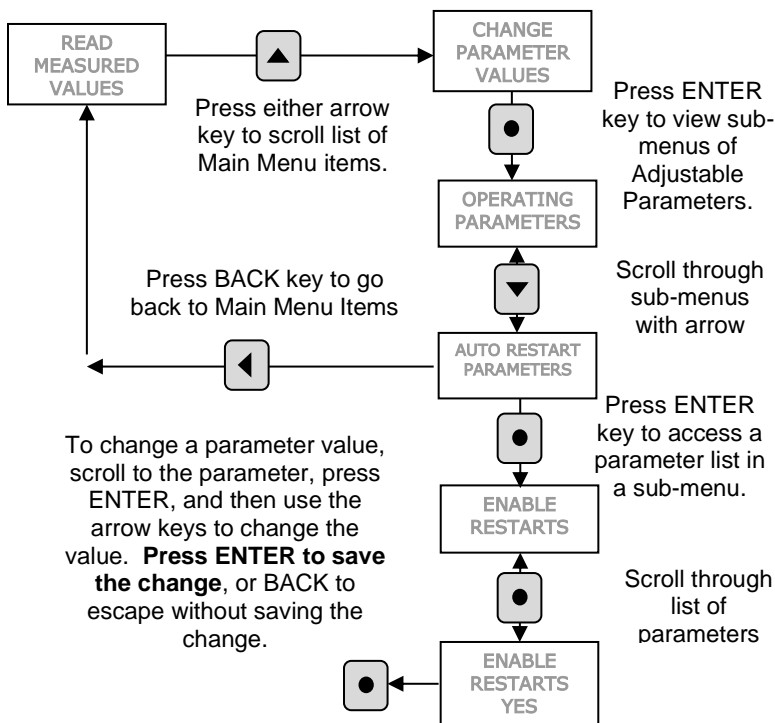 READ
MEASURED
VALUES
CHANGE
PARAMETER
VALUES
Press either arrow
key to scroll list of
Main Menu items.
Press ENTER
key to view sub-
menus of
Adjustable
Parameters.
OPERATING
PARAMETERS
Press BACK key to go
back to Main Menu Items
Scroll through
sub-menus
with arrow
AUTO RESTART
PARAMETERS
Press ENTER
key to access a
parameter list in
a sub-menu.
To change a parameter value,
scroll to the parameter, press
ENTER, and then use the
arrow keys to change the
value. Press ENTER to save
the change, or BACK to
escape without saving the
change.
ENABLE
RESTARTS
Scroll through
list of
parameters
ENABLE
RESTARTS
YES